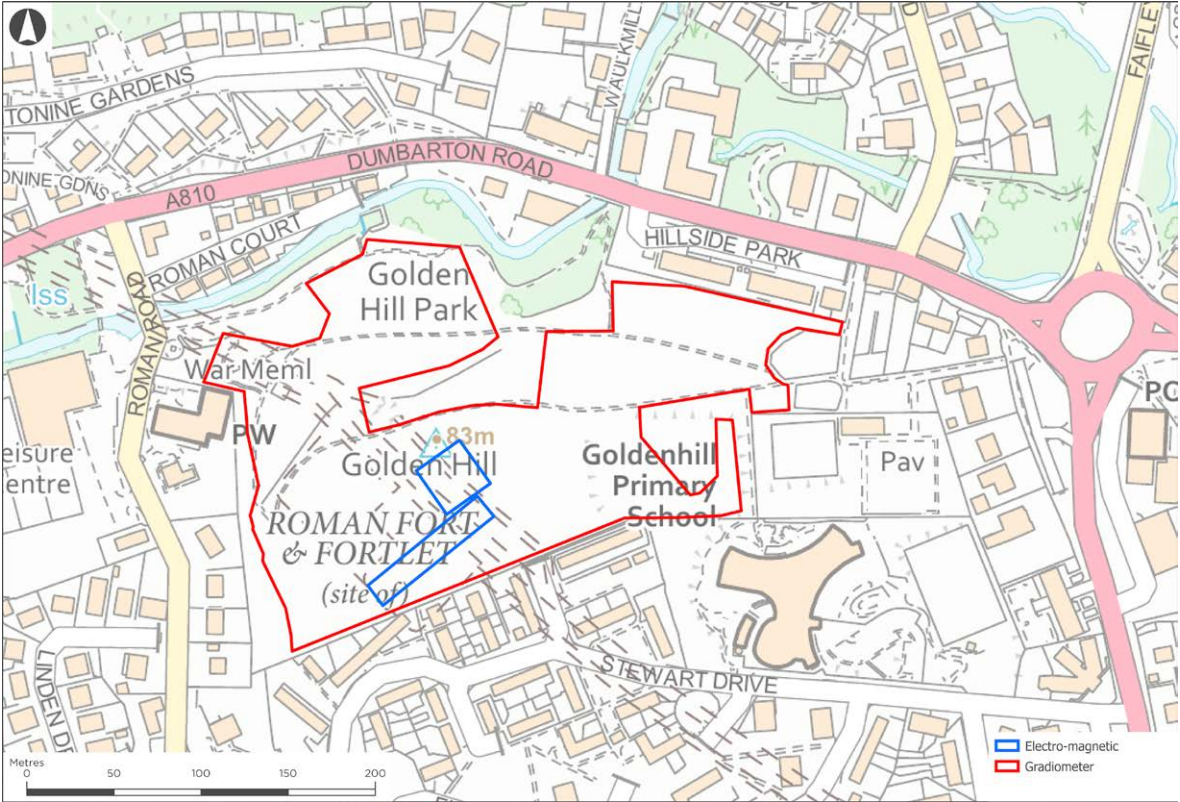 TONINE GARDENS
WAULKMILL
FAIFLE
DUMBARTON ROAD
ONINE GDNS
A810
ROMAN COURT
HILLSIDE PARK
Golden
Hill Park
Iss
ROMAN ROAD
War Meml
PW
PO
83m
eisure
entre
Golden Hill
Goldenhill
Primary
School
Pav
ROMAN FORT
& FORTLET
(site of)
LINDEN DR
STEWART DRIVE
Electro-magnetic
Gradiometer
Metres
0 50 100 150 200